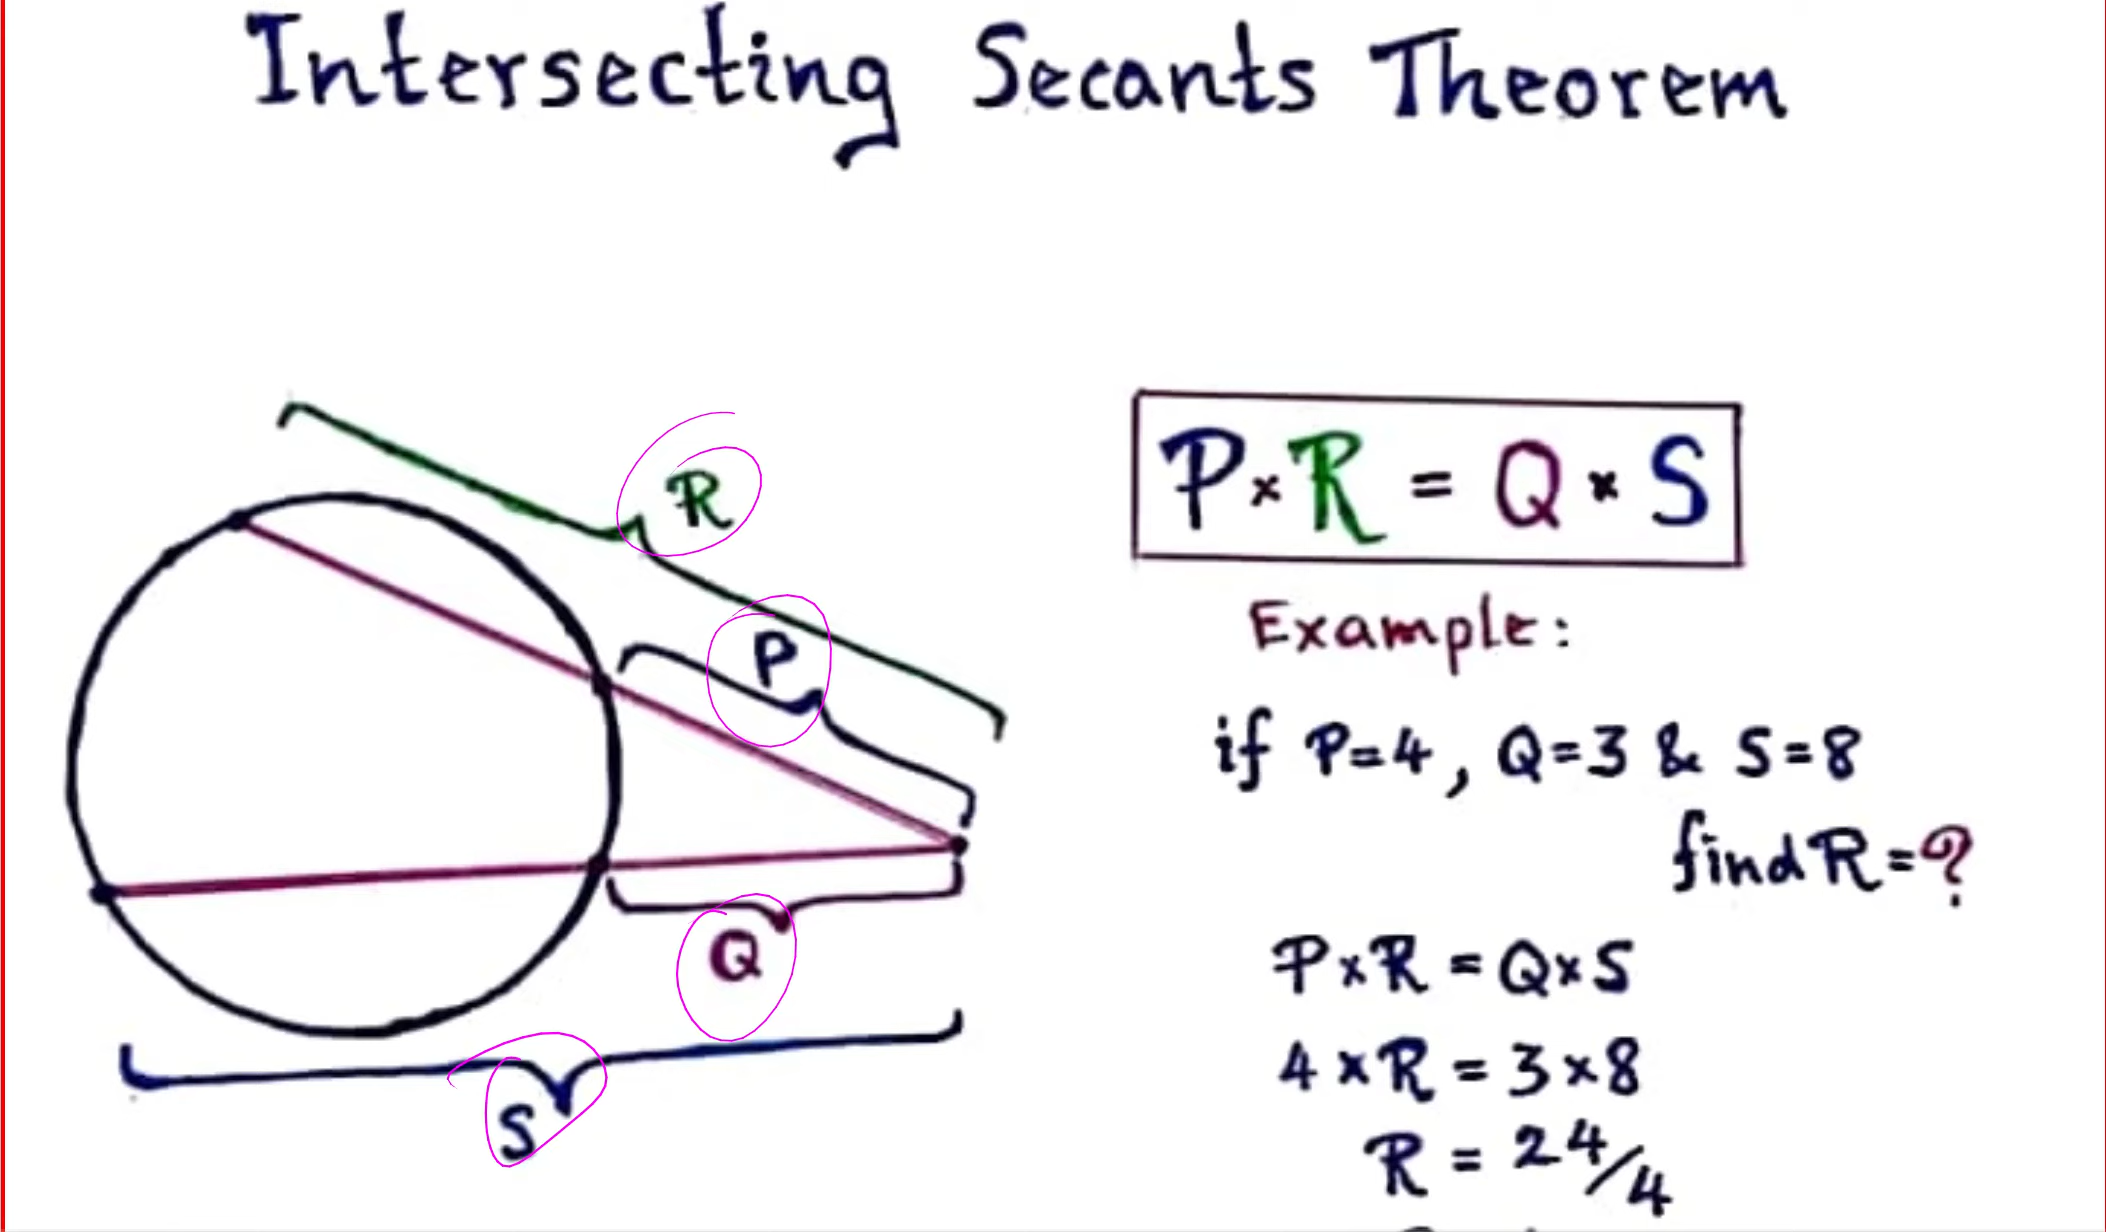 Intersecting Secants Theorem
R
P
Q
S
P × R = Q × S
Example:
if P=4, Q=3 & S=8
find R=?
P×R = Q×S
4 × R = 3 × 8
R = 24/4